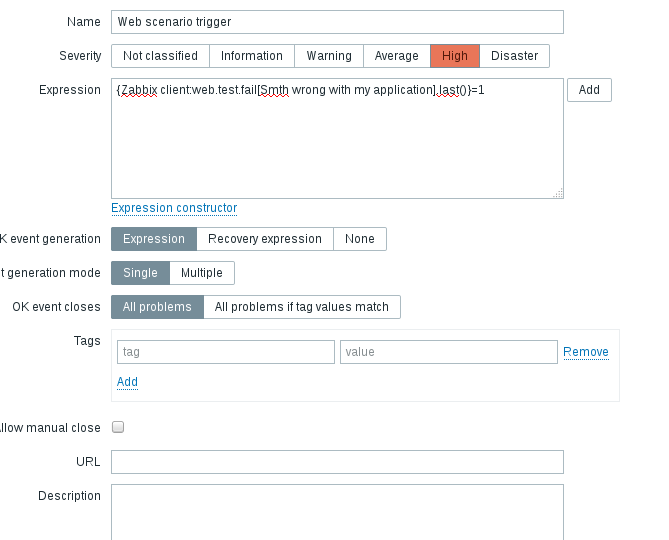 Name Web scenario trigger
Severity Not classified Information Warning Average High Disaster
Expression {Zabbix client:web.test.fail[Smth wrong with my application].last()}=1 Add
Expression constructor
K event generation Expression Recovery expression None
t generation mode Single Multiple
OK event closes All problems All problems if tag values match
Tags tag value Remove
Add
llow manual close
URL
Description